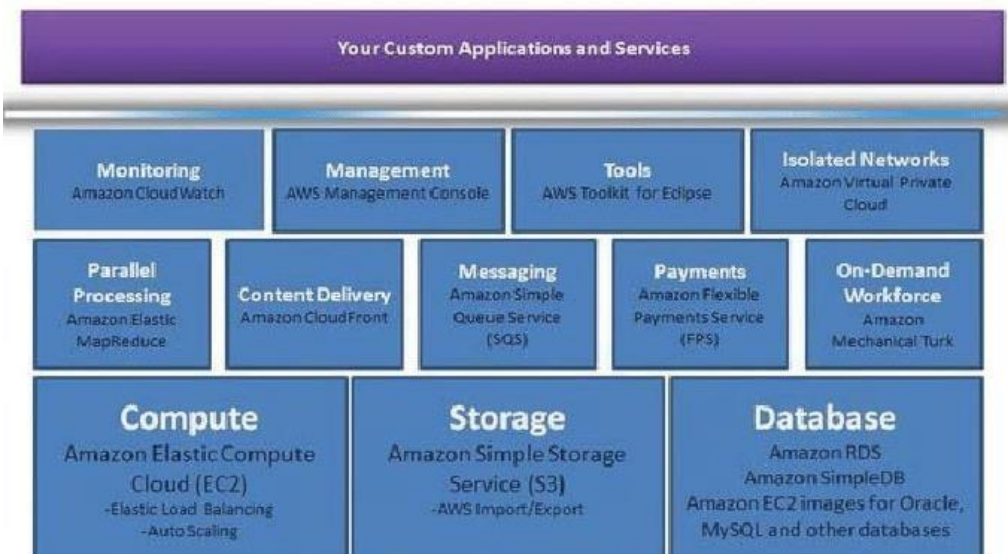 Your Custom Applications and Services
Monitoring
Amazon CloudWatch
Management
AWS Management Console
Tools
AWS Toolkit for Eclipse
Isolated Networks
Amazon Virtual Private
Cloud
Parallel
Processing
Amazon Elastic
MapReduce
Content Delivery
Amazon CloudFront
Messaging
Amazon Simple
Queue Service
(SQS)
Payments
Amazon Flexible
Payments Service
(FPS)
On-Demand
Workforce
Amazon
Mechanical Turk
Compute
Amazon Elastic Compute
Cloud (EC2)
-Elastic Load Balancing
-Auto Scaling
Storage
Amazon Simple Storage
Service (S3)
-AWS Import/Export
Database
Amazon RDS
Amazon SimpleDB
Amazon EC2 images for Oracle,
MySQL and other databases